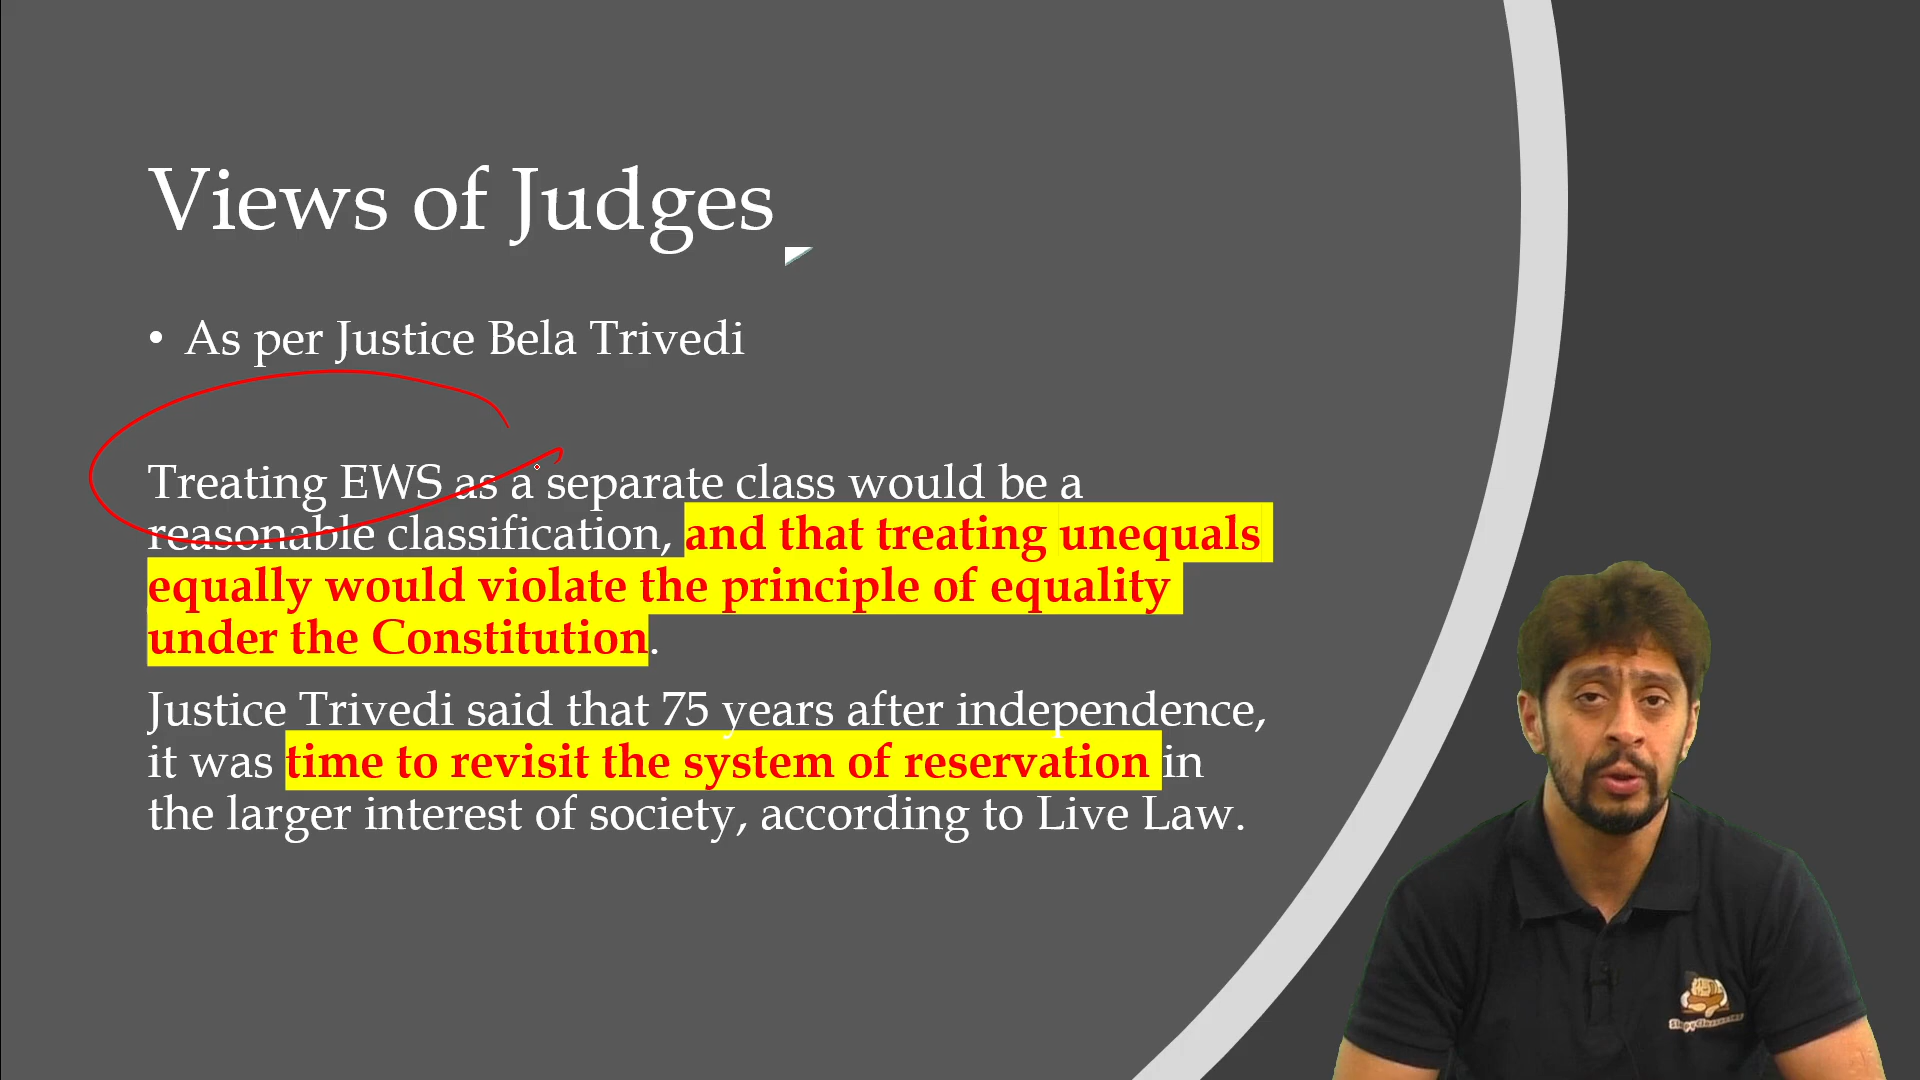 Views of Judges
• As per Justice Bela Trivedi
Treating EWS as a separate class would be a
reasonable classification, and that treating unequals
equally would violate the principle of equality
under the Constitution.
Justice Trivedi said that 75 years after independence,
it was time to revisit the system of reservation in
the larger interest of society, according to Live Law.